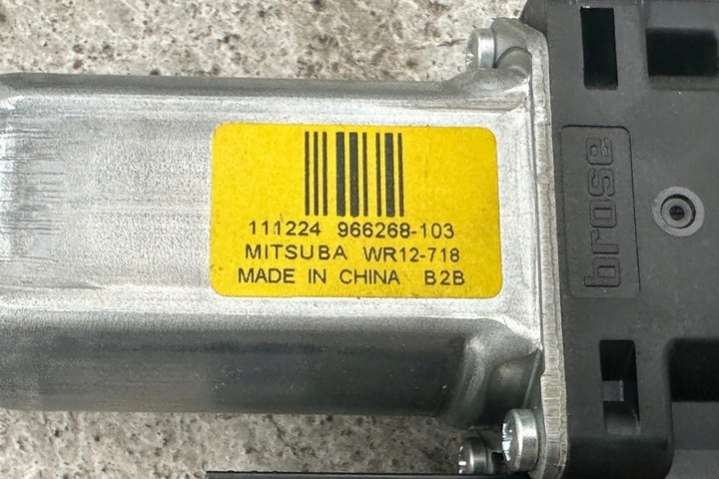 111224 966268-103
MITSUBA WR12-718
MADE IN CHINA B2B
brose